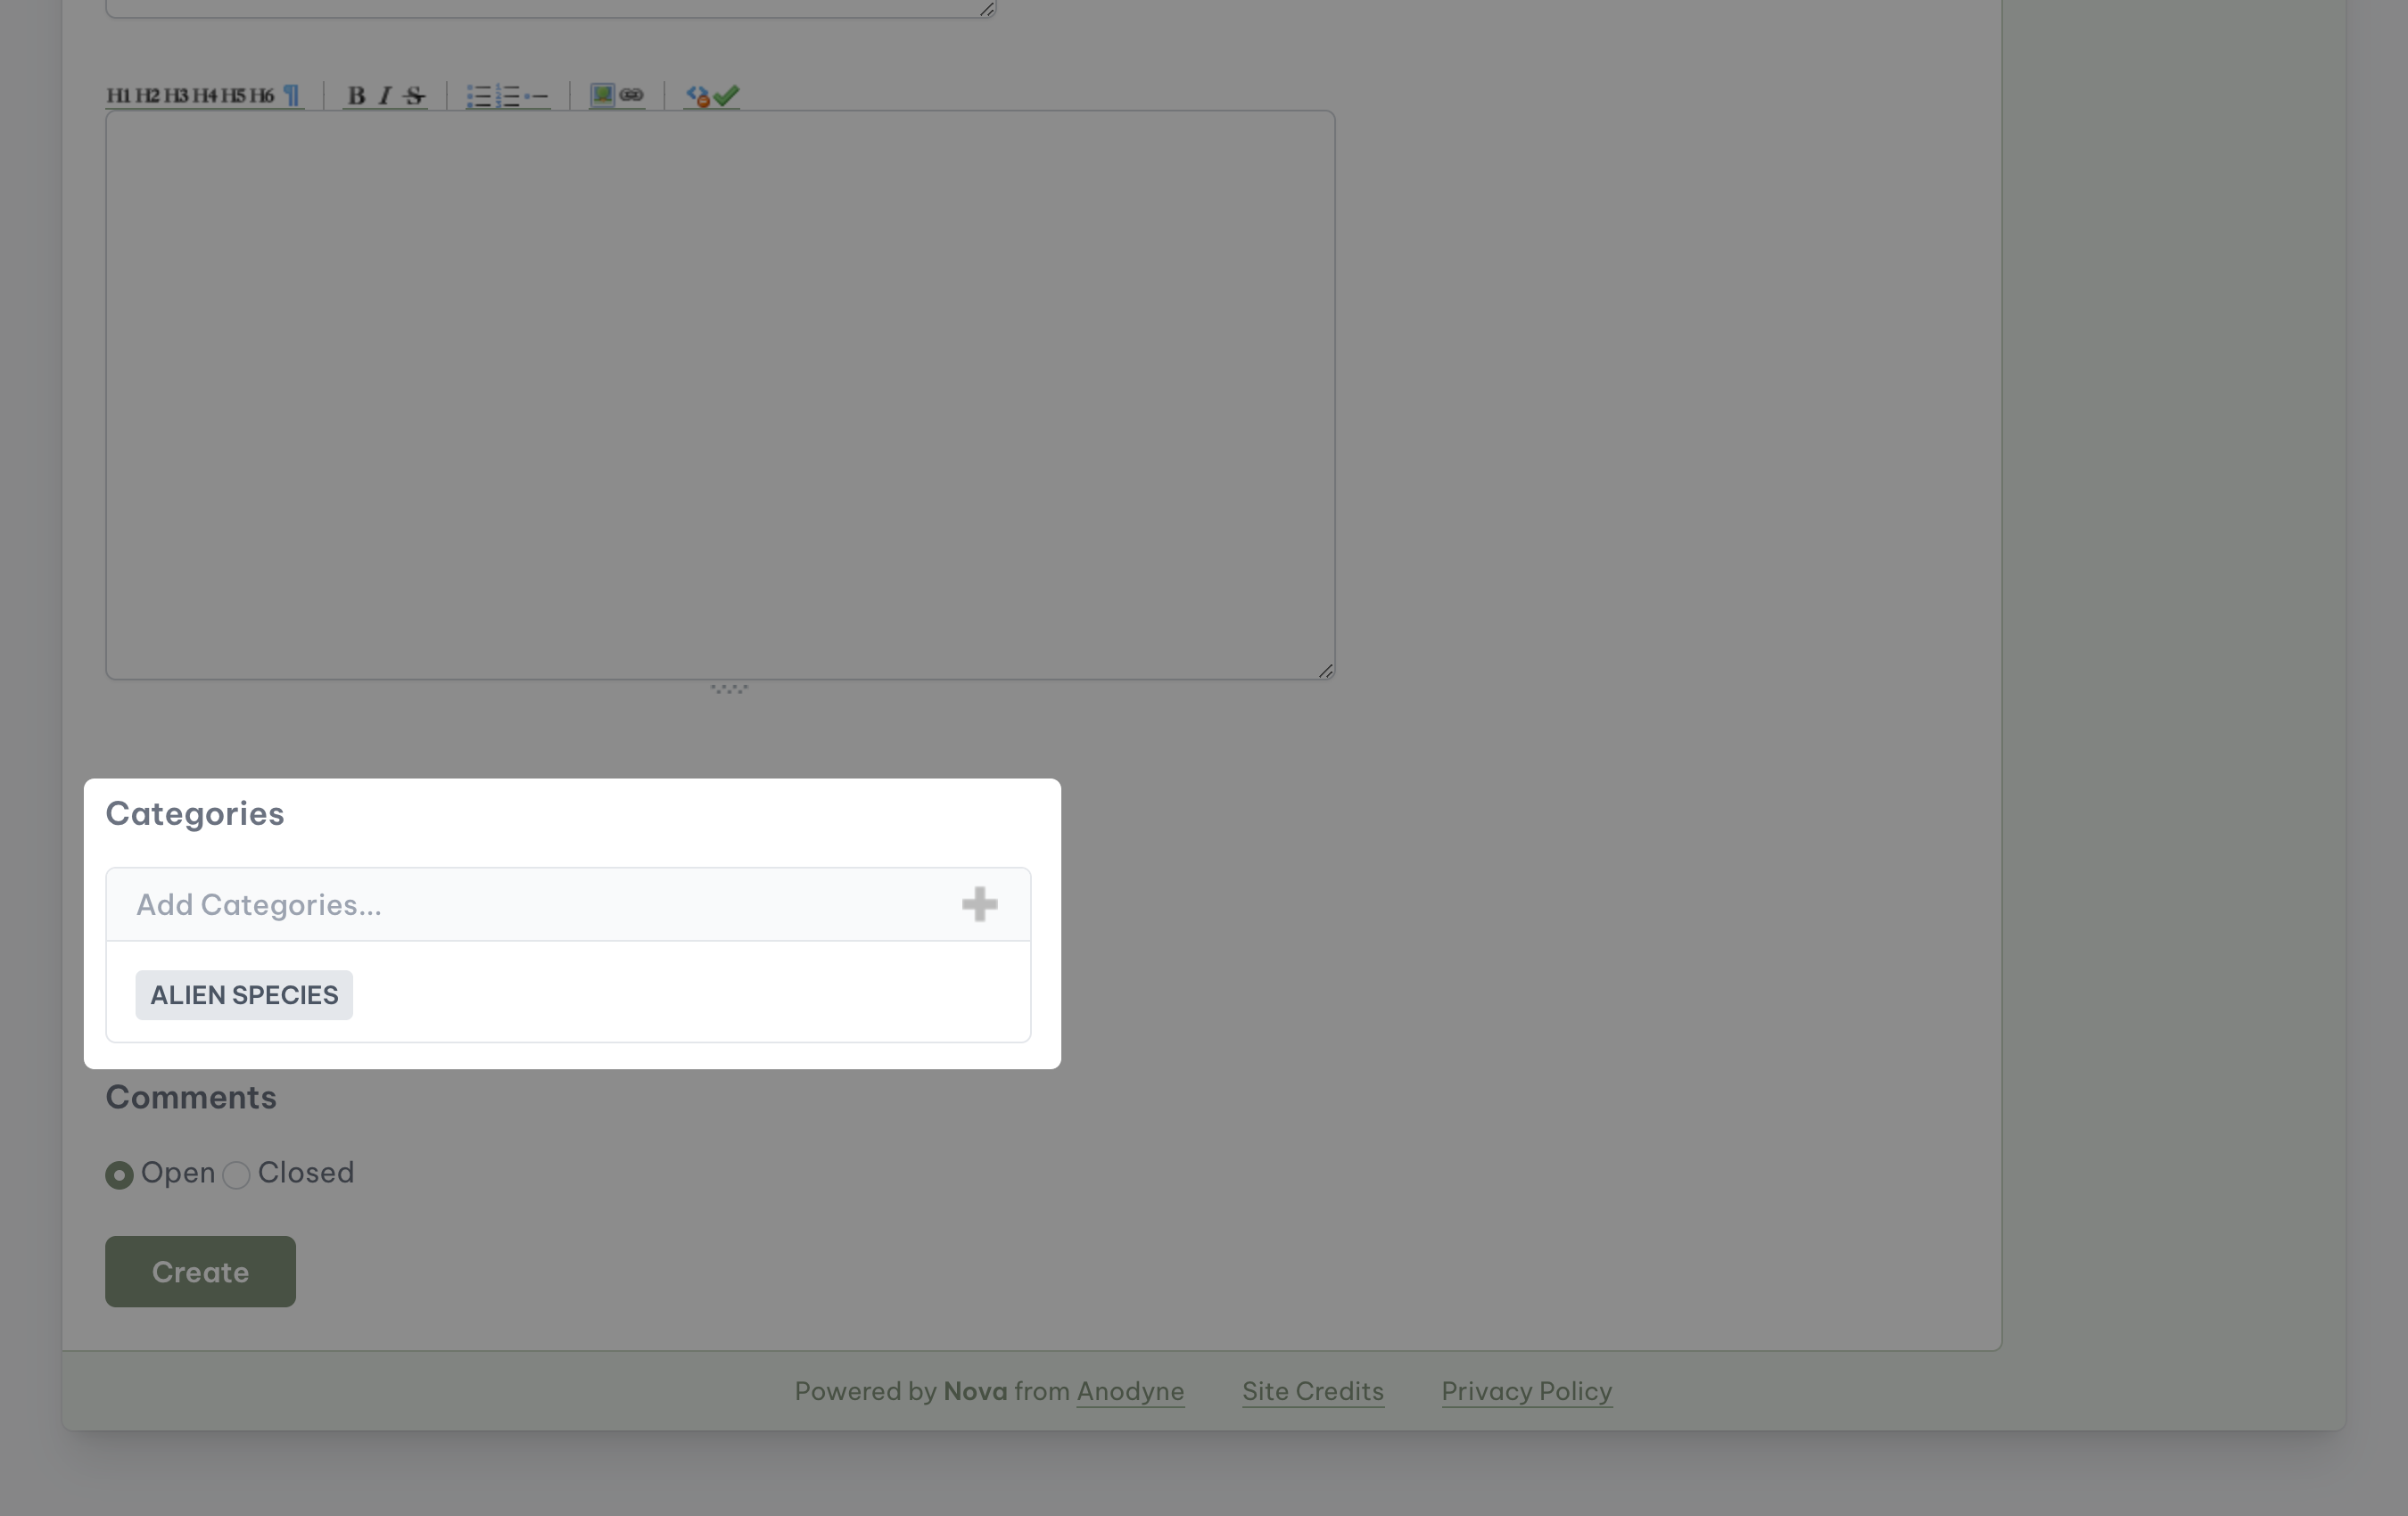 H1 H2 H3 H4 H5 H6 ¶ B I S
Categories
Add Categories...
ALIEN SPECIES
Comments
Open Closed
Create
Powered by Nova from Anodyne Site Credits Privacy Policy